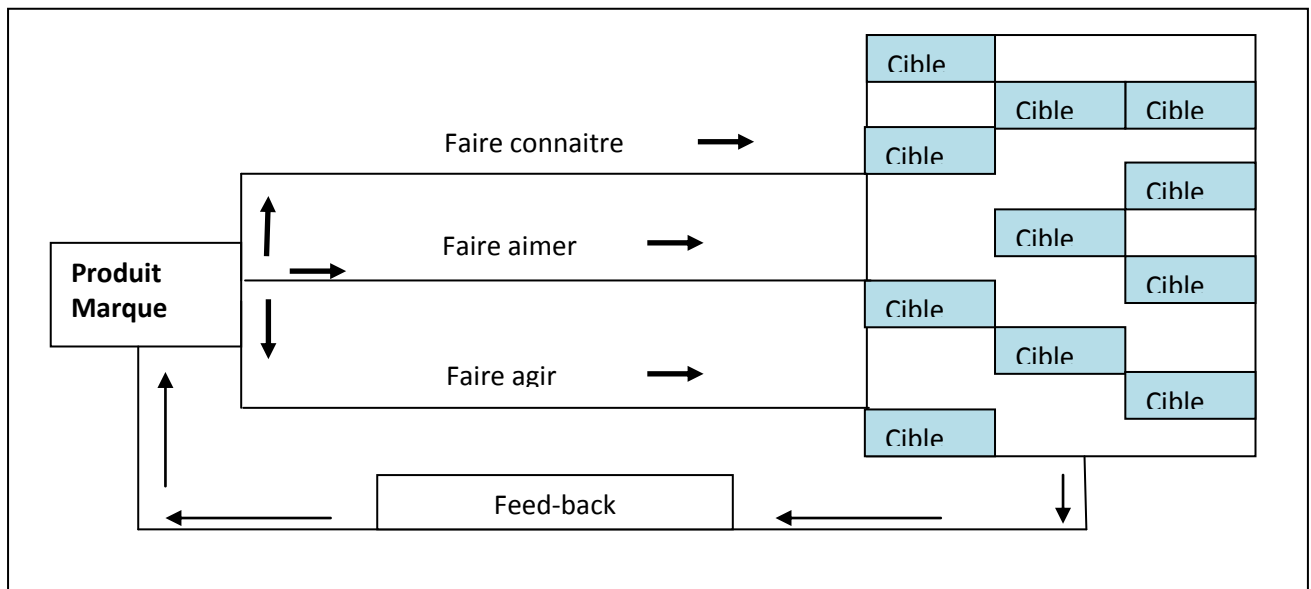 Cible
Cible Cible
Faire connaitre
Cible
Cible
Faire aimer
Cible
Produit
Marque
Cible
Cible
Cible
Faire agir
Cible
Cible
Feed-back